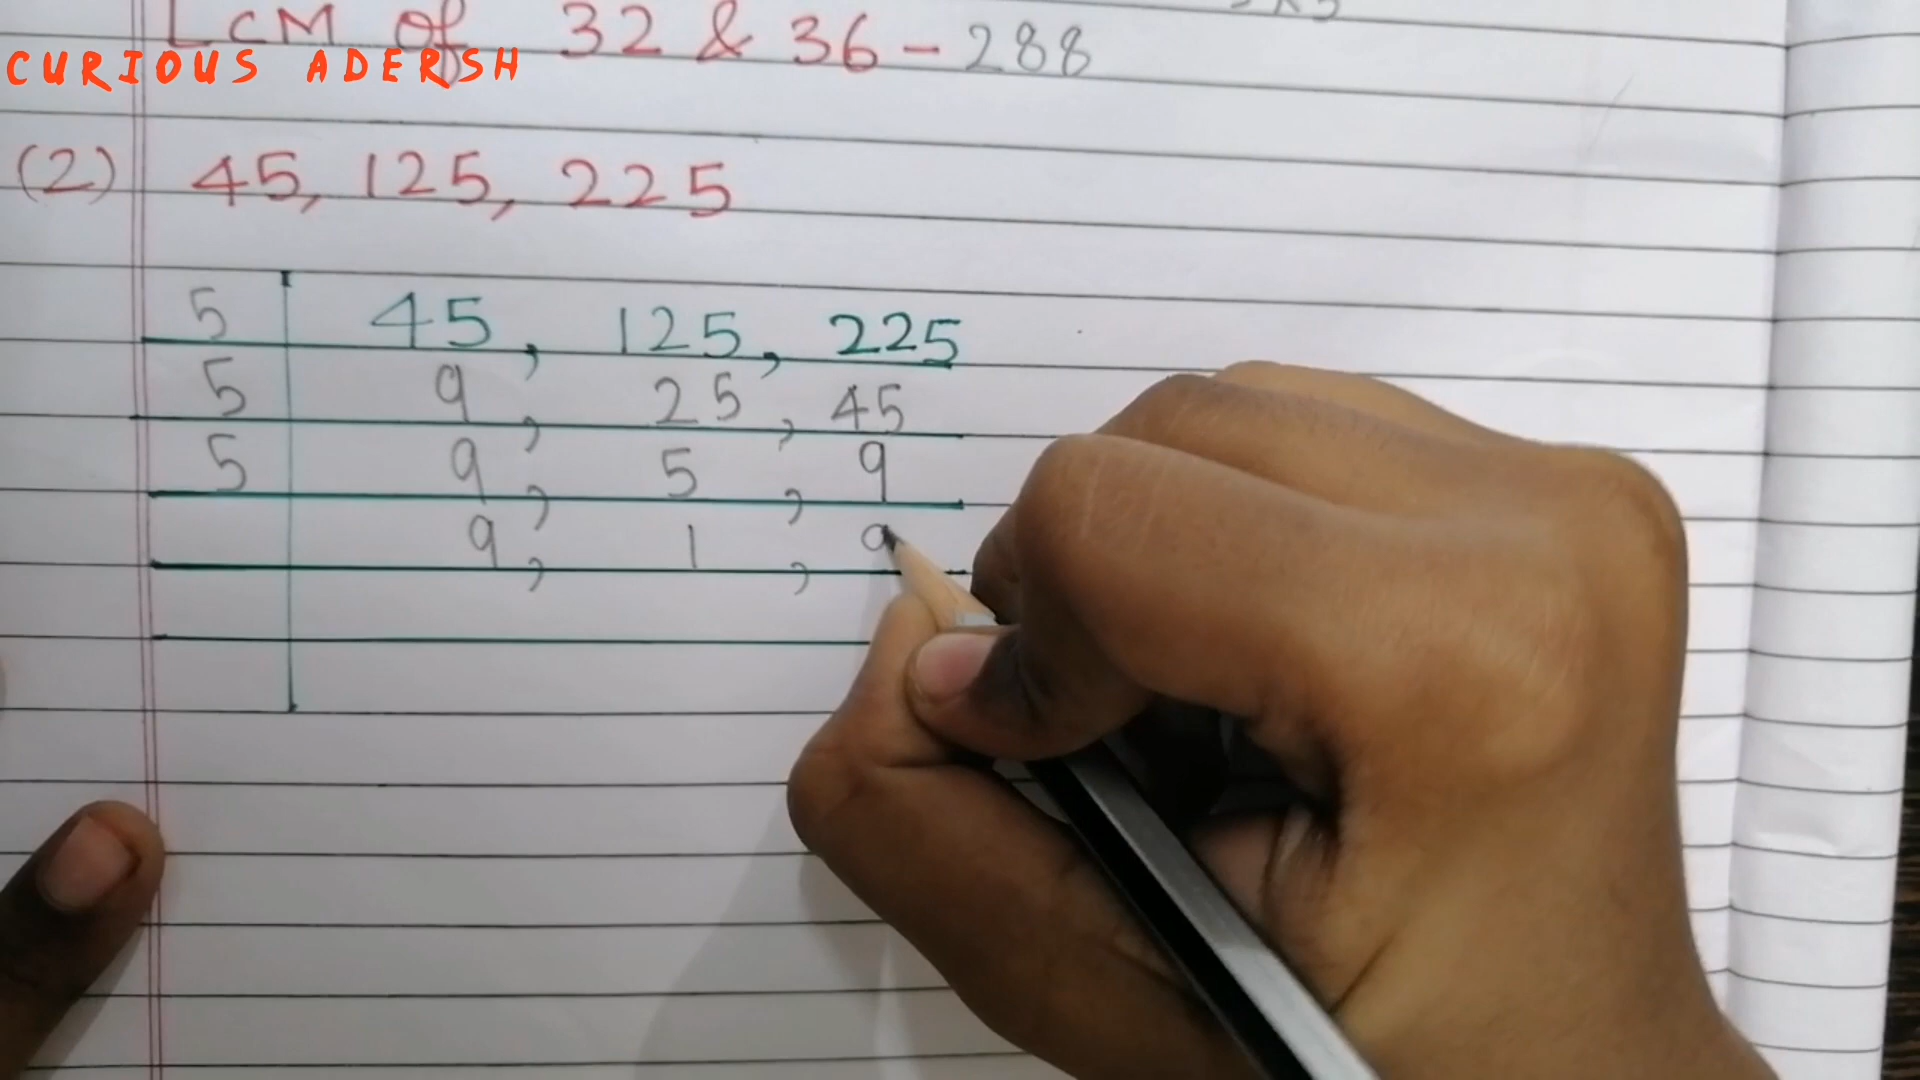 LCM of 32 & 36 - 288
CURIOUS ADERSH
(2) 45, 125, 225
5 45, 125, 225
5 9, 25, 45
5 9, 5, 9
9, 1, 9